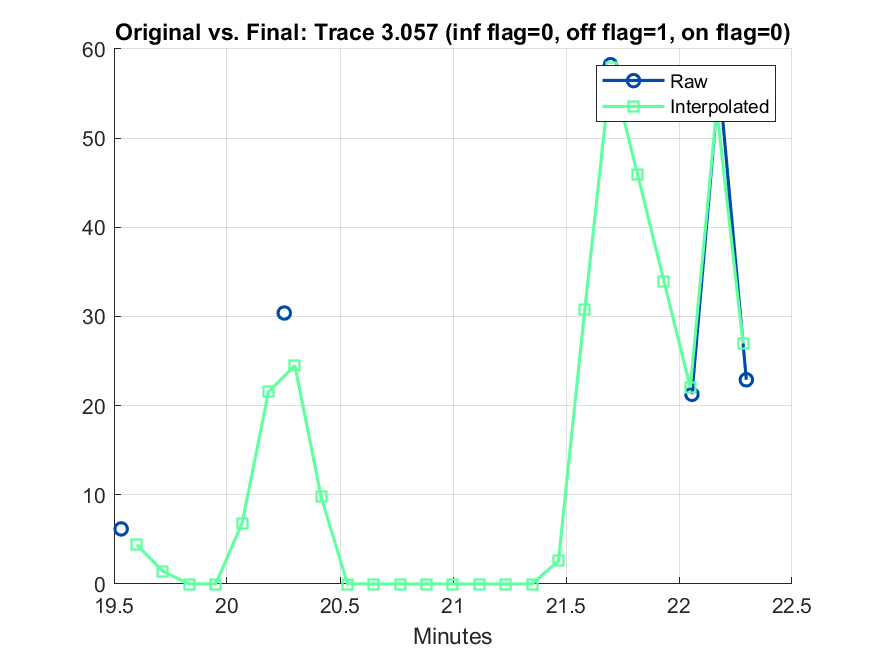 Original vs. Final: Trace 3.057 (inf flag=0, off flag=1, on flag=0)
60
50
40
30
20
10
0
Raw
Interpolated
19.5 20 20.5 21 21.5 22 22.5
Minutes